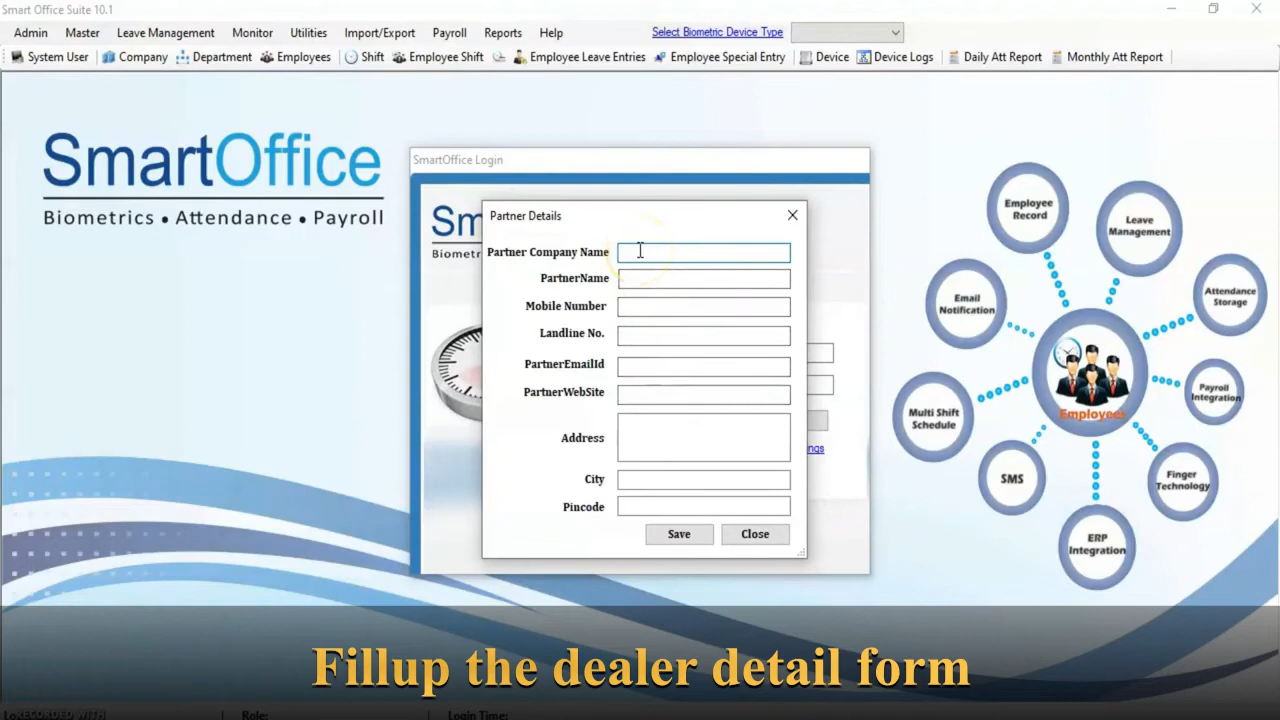 Smart Office Suite 10.1
Admin Master Leave Management Monitor Utilities Import/Export Payroll Reports Help Select Biometric Device Type
System User Company Department Employees Shift Employee Shift Employee Leave Entries Employee Special Entry Device Device Logs Daily Att Report Monthly Att Report
SmartOffice
Biometrics • Attendance • Payroll
SmartOffice Login
Partner Details
Partner Company Name
PartnerName
Mobile Number
Landline No.
PartnerEmailId
PartnerWebSite
Address
City
Pincode
Save Close
Employee
Record
Leave
Management
Email
Notification
Attendance
Storage
Employees
Payroll
Integration
Multi Shift
Schedule
SMS
Finger
Technology
ERP
Integration
Fillup the dealer detail form
RECORDED WITH
Role:
Login Time: